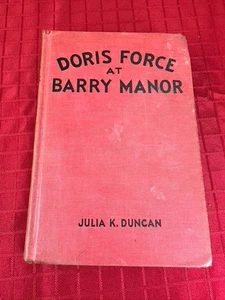 DORIS FORCE
AT
BARRY MANOR
JULIA K. DUNCAN